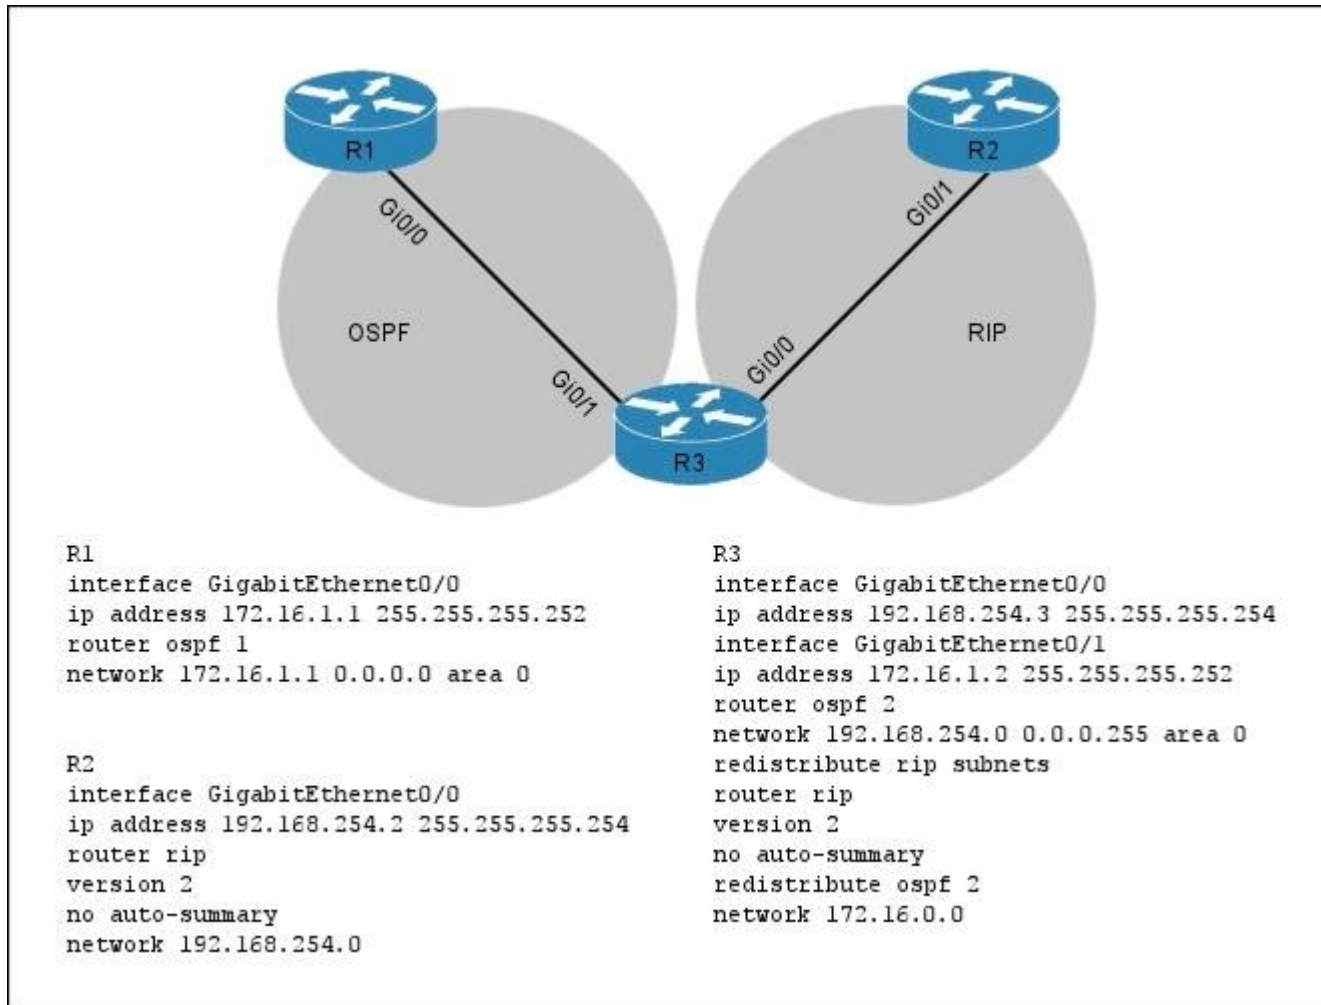 R1
R2
Gi0/0
Gi0/1
OSPF
RIP
Gi0/1
Gi0/0
R3
R1
interface GigabitEthernet0/0
ip address 172.16.1.1 255.255.255.252
router ospf 1
network 172.16.1.1 0.0.0.0 area 0
R2
interface GigabitEthernet0/0
ip address 192.168.254.2 255.255.255.254
router rip
version 2
no auto-summary
network 192.168.254.0
R3
interface GigabitEthernet0/0
ip address 192.168.254.3 255.255.255.254
interface GigabitEthernet0/1
ip address 172.16.1.2 255.255.255.252
router ospf 2
network 192.168.254.0 0.0.0.255 area 0
redistribute rip subnets
router rip
version 2
no auto-summary
redistribute ospf 2
network 172.16.0.0